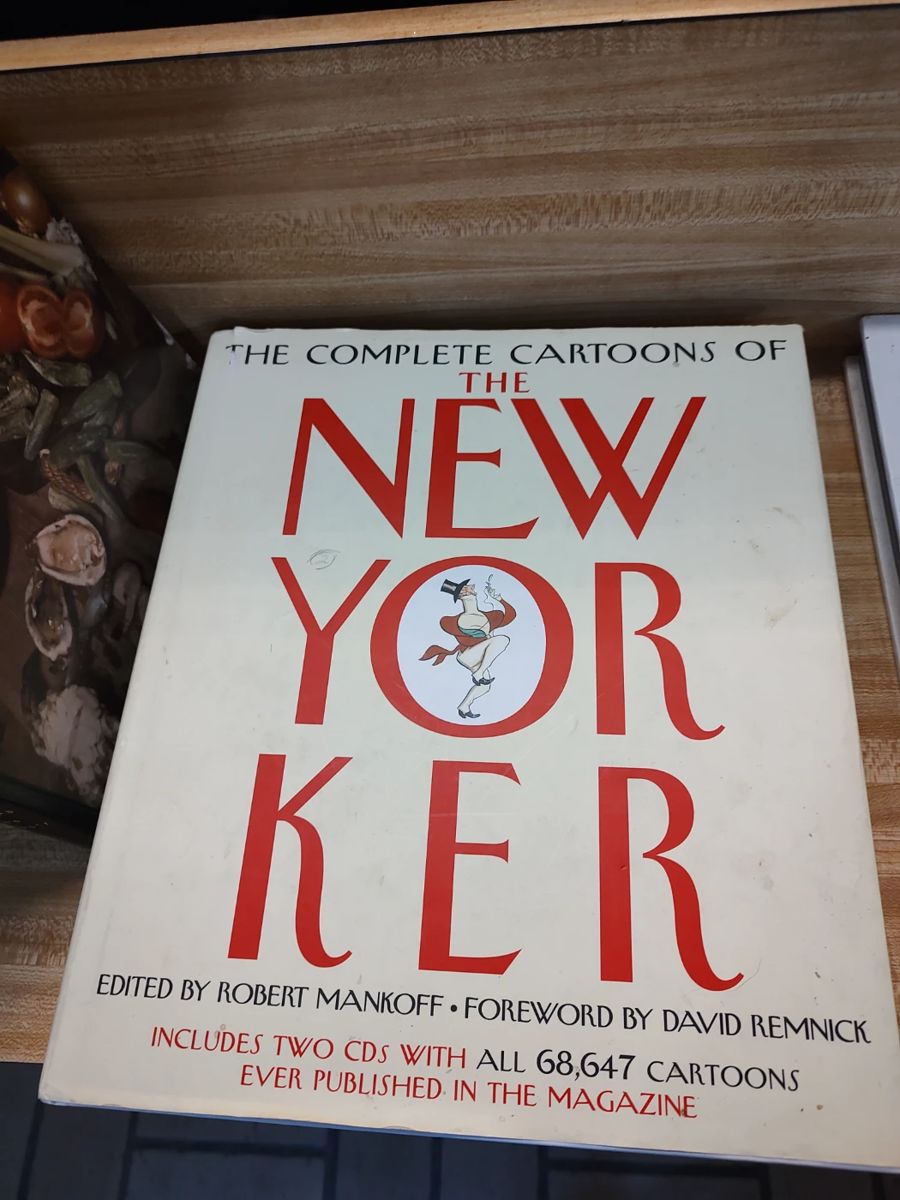 THE COMPLETE CARTOONS OF
THE
NEW
YOR
KER
EDITED BY ROBERT MANKOFF • FOREWORD BY DAVID REMNICK
INCLUDES TWO CDS WITH ALL 68,647 CARTOONS
EVER PUBLISHED IN THE MAGAZINE